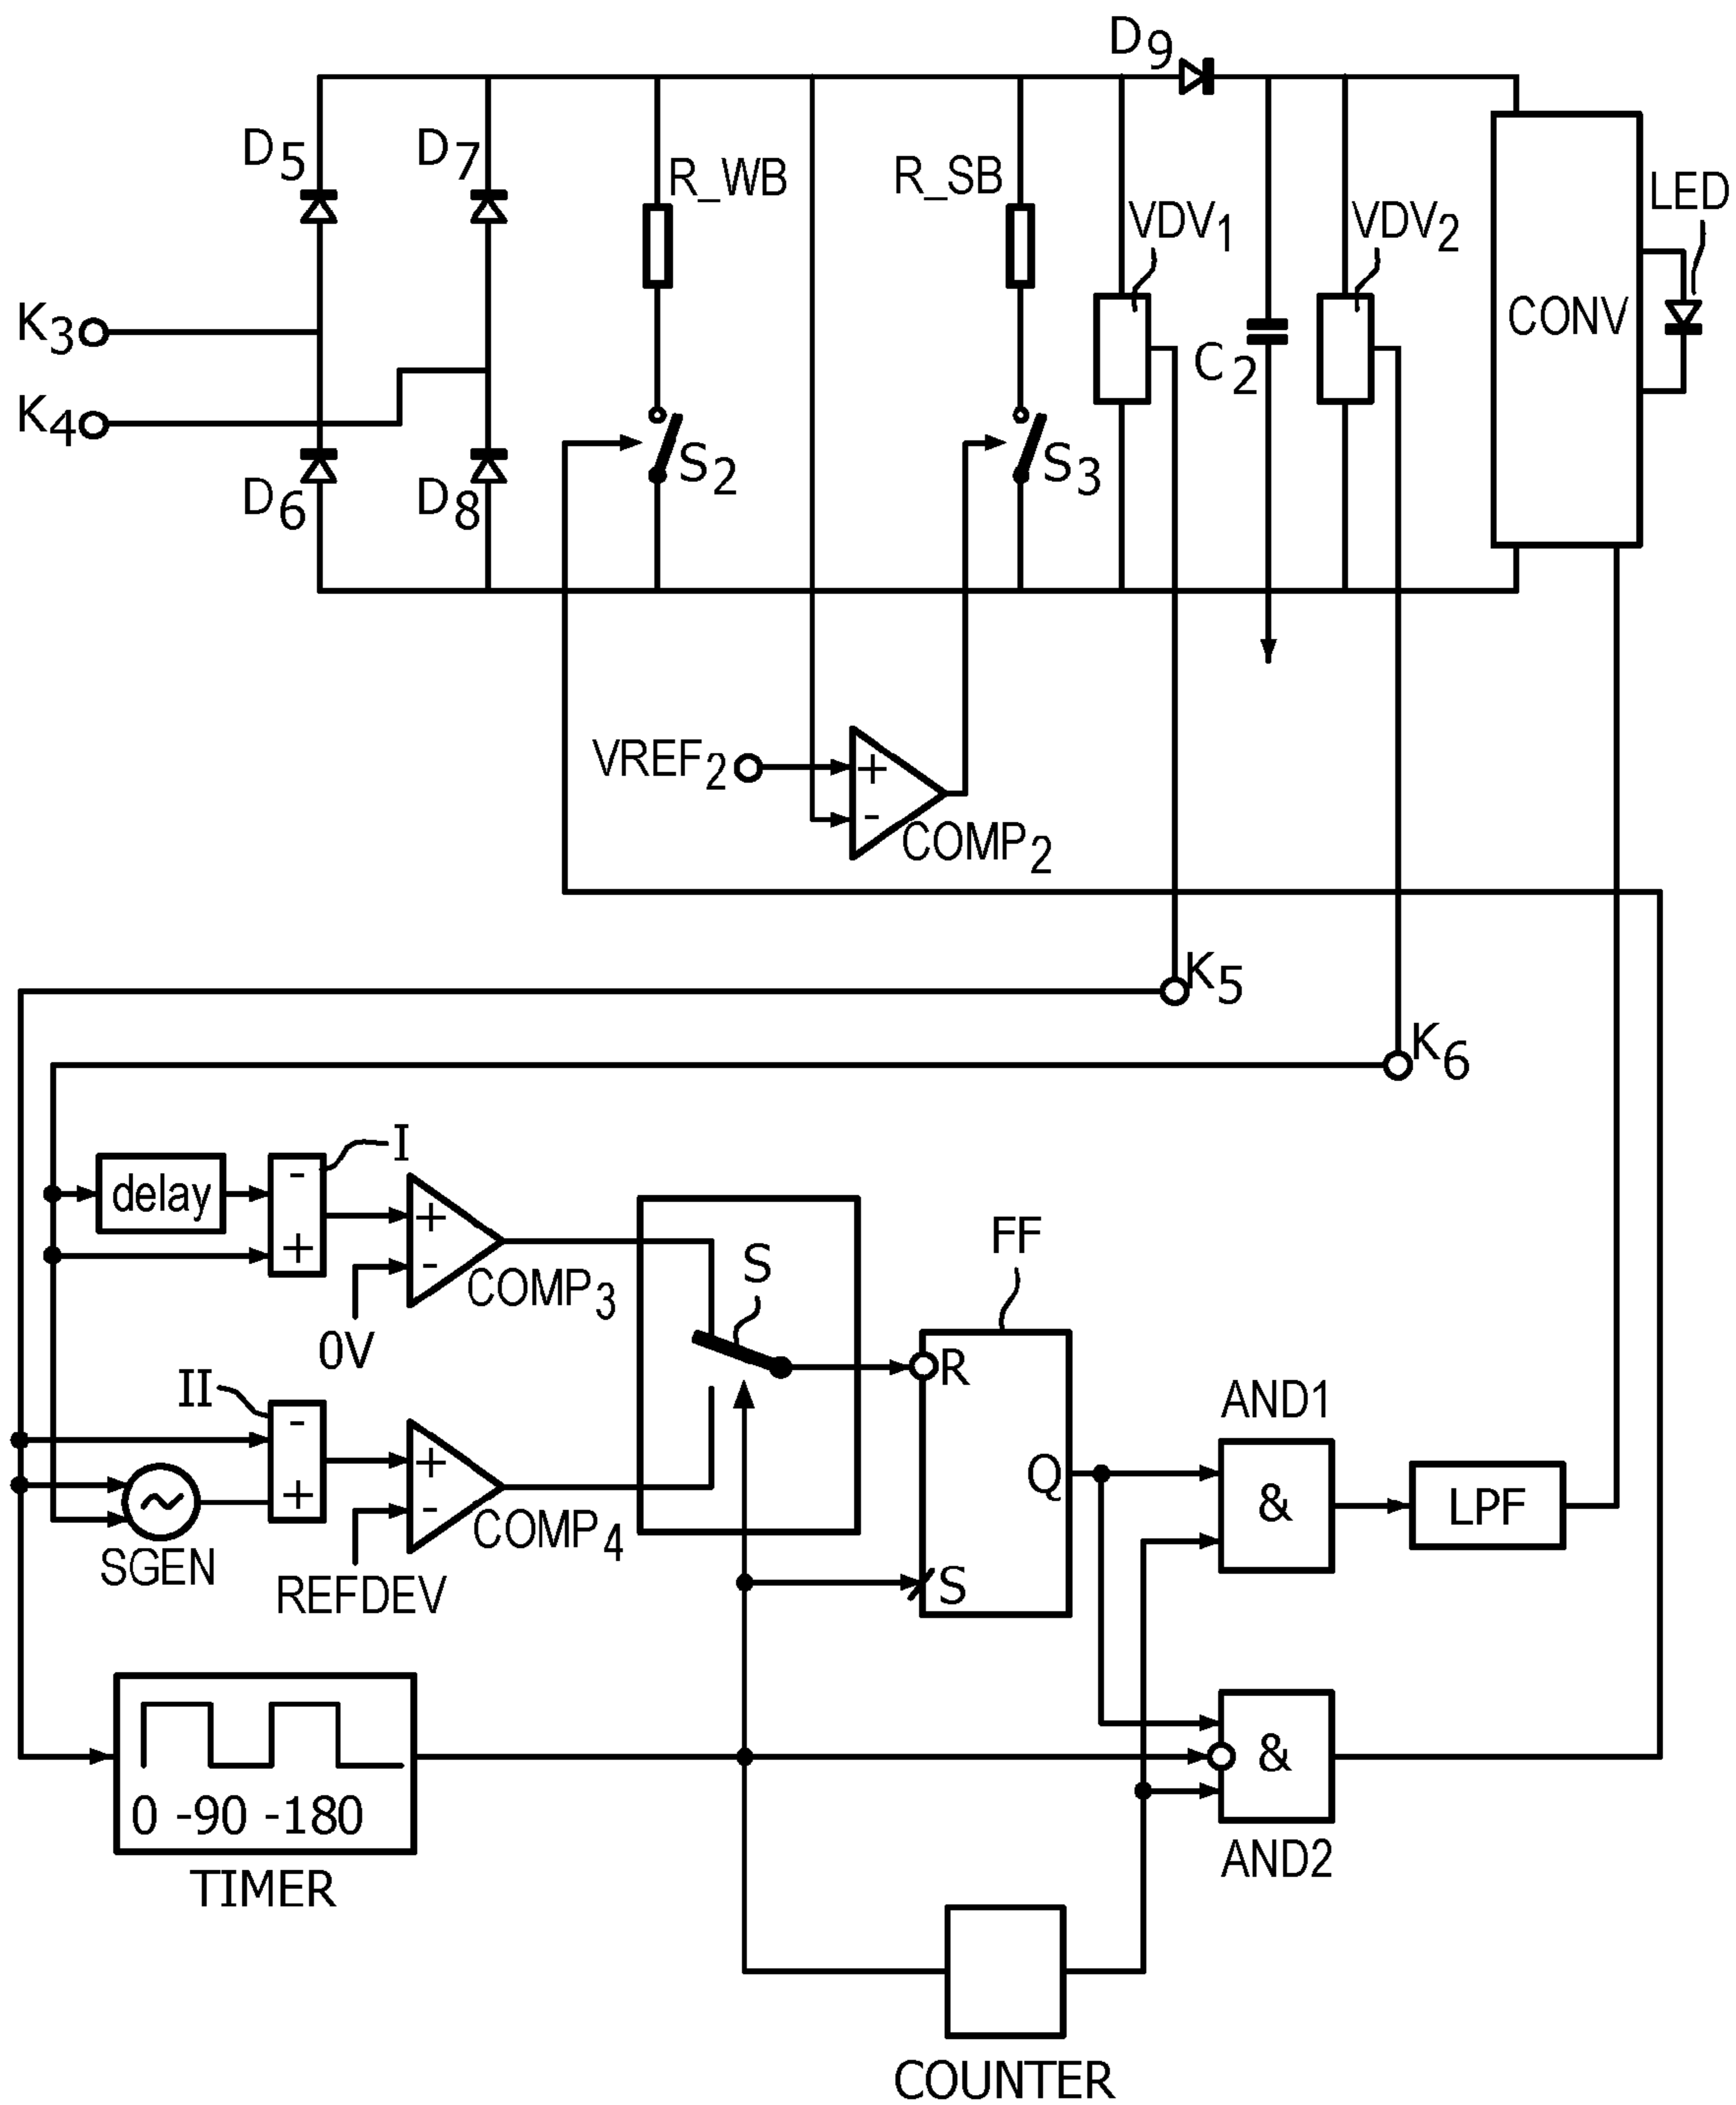 D9
D5
D7
R_WB
R_SB
VDV1
VDV2
LED
K3
CONV
C2
K4
S2
S3
D6
D8
VREF2
+
-
COMP2
K5
K6
I
delay
-
+
+
-
COMP3
0V
S
FF
R
II
-
+
+
-
COMP4
SGEN
REFDEV
Q
S
AND1
&
LPF
0 -90 -180
TIMER
&
AND2
COUNTER